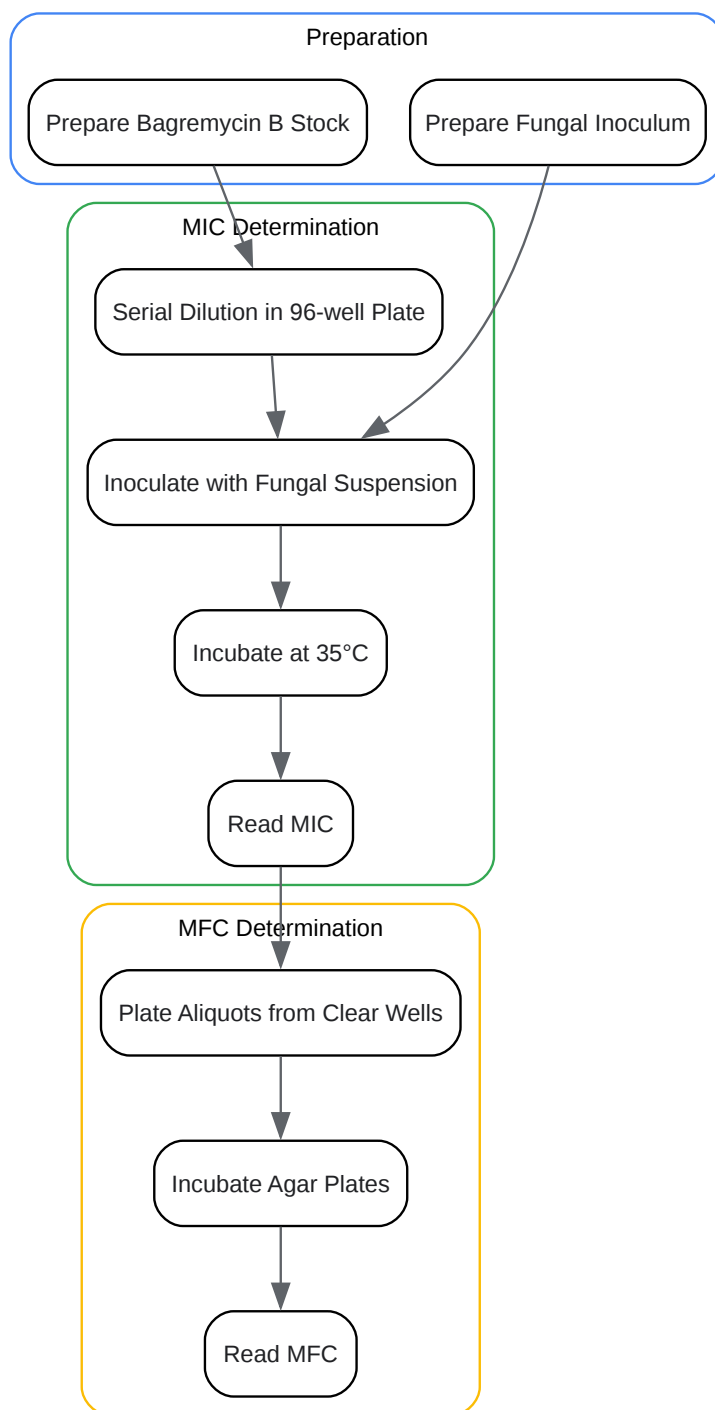 Preparation
Prepare Bagremycin B Stock
Prepare Fungal Inoculum
MIC Determination
Serial Dilution in 96-well Plate
Inoculate with Fungal Suspension
Incubate at 35°C
Read MIC
MFC Determination
Plate Aliquots from Clear Wells
Incubate Agar Plates
Read MFC